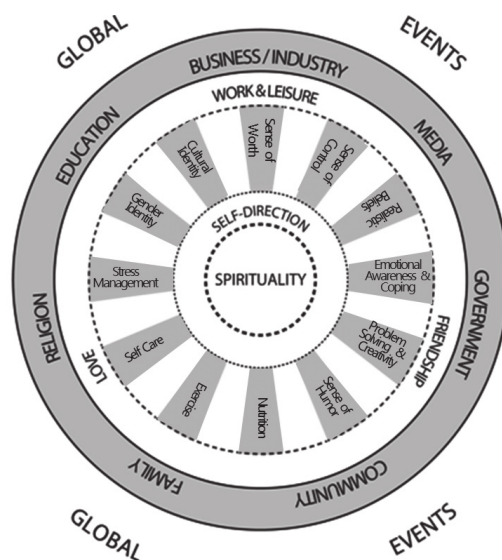 GLOBAL
EVENTS
BUSINESS / INDUSTRY
MEDIA
GOVERNMENT
COMMUNITY
FAMILY
RELIGION
EDUCATION
WORK & LEISURE
FRIENDSHIP
LOVE
Sense of
Worth
Sense of
Control
Realistic
Beliefs
Emotional
Awareness &
Coping
Problem
Solving &
Creativity
Sense of
Humor
Nutrition
Exercise
Self Care
Stress
Management
Gender
Identity
Cultural
Identity
SELF-DIRECTION
SPIRITUALITY
GLOBAL
EVENTS